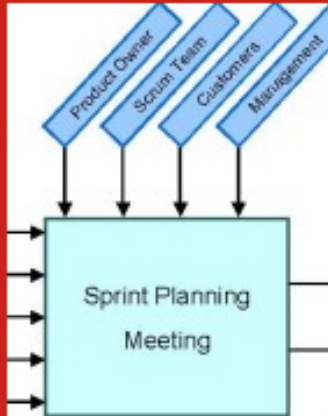 Product Owner
Scrum Team
Customers
Management
Sprint Planning
Meeting